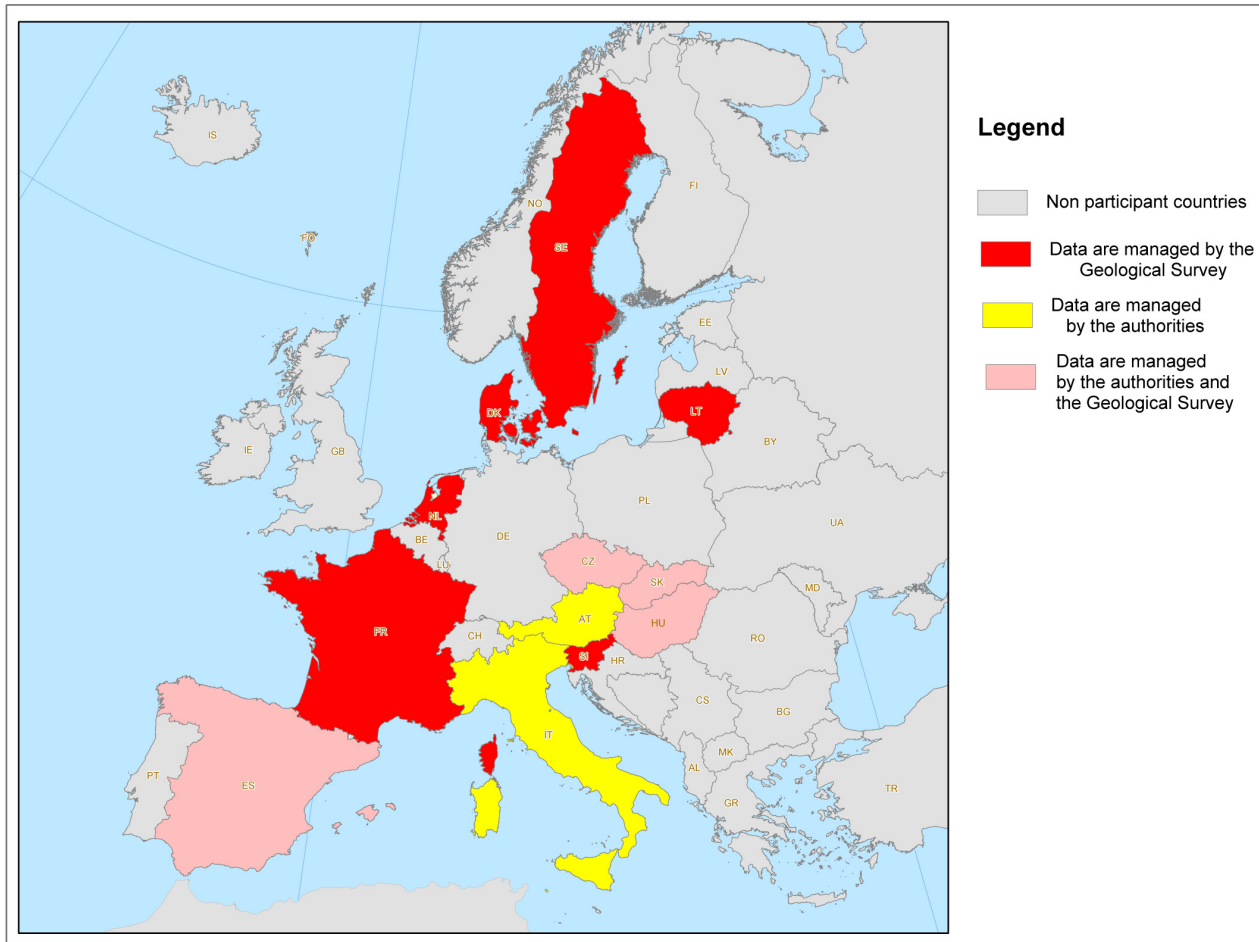 IS
FO
NO
FI
SE
EE
LV
LT
DK
BY
IE
GB
NL
PL
UA
BE
DE
LU
CZ
SK
MD
AT
HU
FR
CH
SI
HR
RO
CS
BG
IT
MK
AL
PT
ES
GR
TR
Legend
Non participant countries
Data are managed by the
Geological Survey
Data are managed
by the authorities
Data are managed
by the authorities and
the Geological Survey